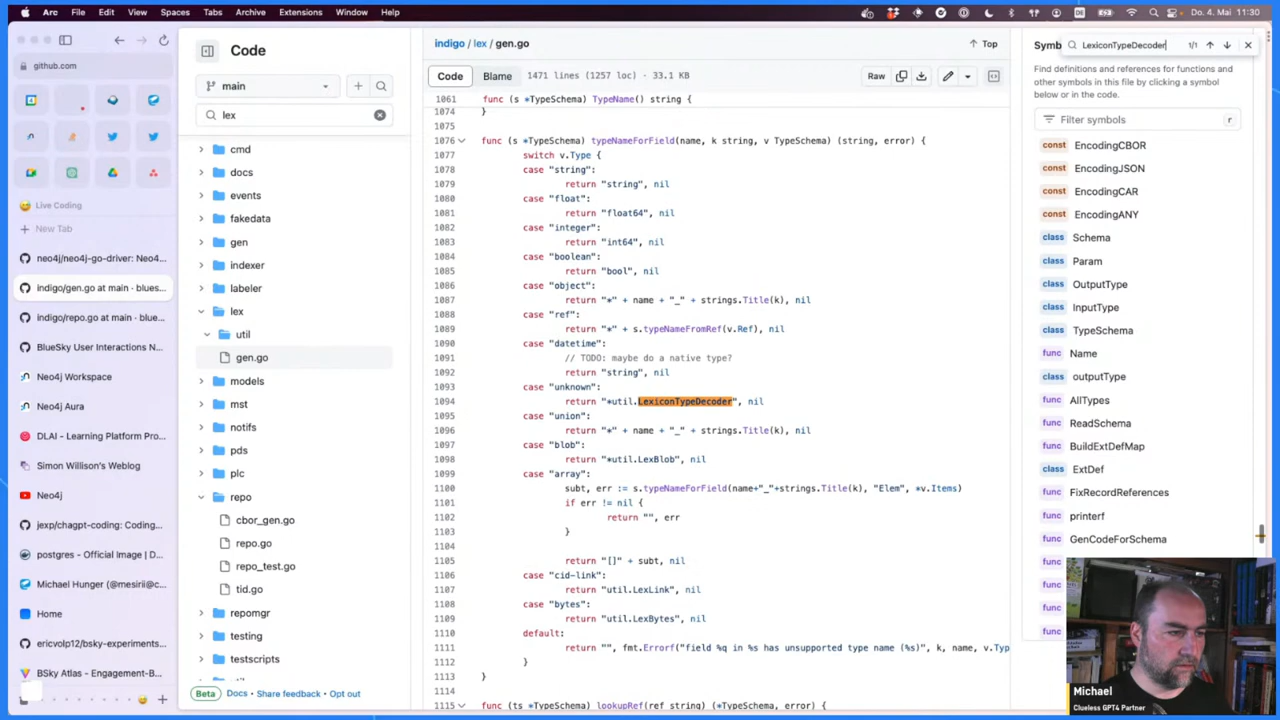 Arc File Edit View Spaces Tabs Archive Extensions Window Help
Do. 4. Mai 11:30
github.com
Live Coding
New Tab
neo4j/neo4j-go-driver: Neo4...
indigo/gen.go at main · blues...
indigo/repo.go at main · blue...
BlueSky User Interactions N...
Neo4j Workspace
Neo4j Aura
DLAI - Learning Platform Pro...
Simon Willison's Weblog
Neo4j
jexp/chapt-coding: Coding...
postgres - Official Image | D...
Michael Hunger (@mesirii@c...
Home
ericvolp12/bsky-experiments...
BSky Atlas - Engagement-B...
Code
main
lex
cmd
docs
events
fakedata
gen
indexer
labeler
lex
util
gen.go
models
mst
notifs
pds
plc
repo
cbor_gen.go
repo.go
repo_test.go
tid.go
repomgr
testing
testscripts
Beta Docs · Share feedback · Opt out
indigo / lex / gen.go
Top
Code Blame 1471 lines (1257 loc) · 33.1 KB
Raw
1061 func (s *TypeSchema) TypeName() string {
1074 }
1075
1076 func (s *TypeSchema) typeNameForField(name, k string, v TypeSchema) (string, error) {
1077 switch v.Type {
1078 case "string":
1079 return "string", nil
1080 case "float":
1081 return "float64", nil
1082 case "integer":
1083 return "int64", nil
1084 case "boolean":
1085 return "bool", nil
1086 case "object":
1087 return "*" + name + "_" + strings.Title(k), nil
1088 case "ref":
1089 return "*" + s.typeNameFromRef(v.Ref), nil
1090 case "datetime":
1091 // TODO: maybe do a native type?
1092 return "string", nil
1093 case "unknown":
1094 return "*util.LexiconTypeDecoder", nil
1095 case "union":
1096 return "*" + name + "_" + strings.Title(k), nil
1097 case "blob":
1098 return "*util.LexBlob", nil
1099 case "array":
1100 subt, err := s.typeNameForField(name+"_"+strings.Title(k), "Elem", *v.Items)
1101 if err != nil {
1102 return "", err
1103 }
1104
1105 return "[]" + subt, nil
1106 case "cid-link":
1107 return "util.LexLink", nil
1108 case "bytes":
1109 return "util.LexBytes", nil
1110 default:
1111 return "", fmt.Errorf("field %q in %s has unsupported type name (%s)", k, name, v.Typ
1112 }
1113 }
1114
1115 func (ts *TypeSchema) lookupRef(ref string) (*TypeSchema, error) {
Symb
LexiconTypeDecoder 1/1
Find definitions and references for functions and
other symbols in this file by clicking a symbol
below or in the code.
Filter symbols r
const EncodingCBOR
const EncodingJSON
const EncodingCAR
const EncodingANY
class Schema
class Param
class OutputType
class InputType
class TypeSchema
func Name
class outputType
func AllTypes
func ReadSchema
func BuildExtDefMap
class ExtDef
func FixRecordReferences
func printerf
func GenCodeForSchema
func
func
func
func
Michael
Clueless GPT4 Partner